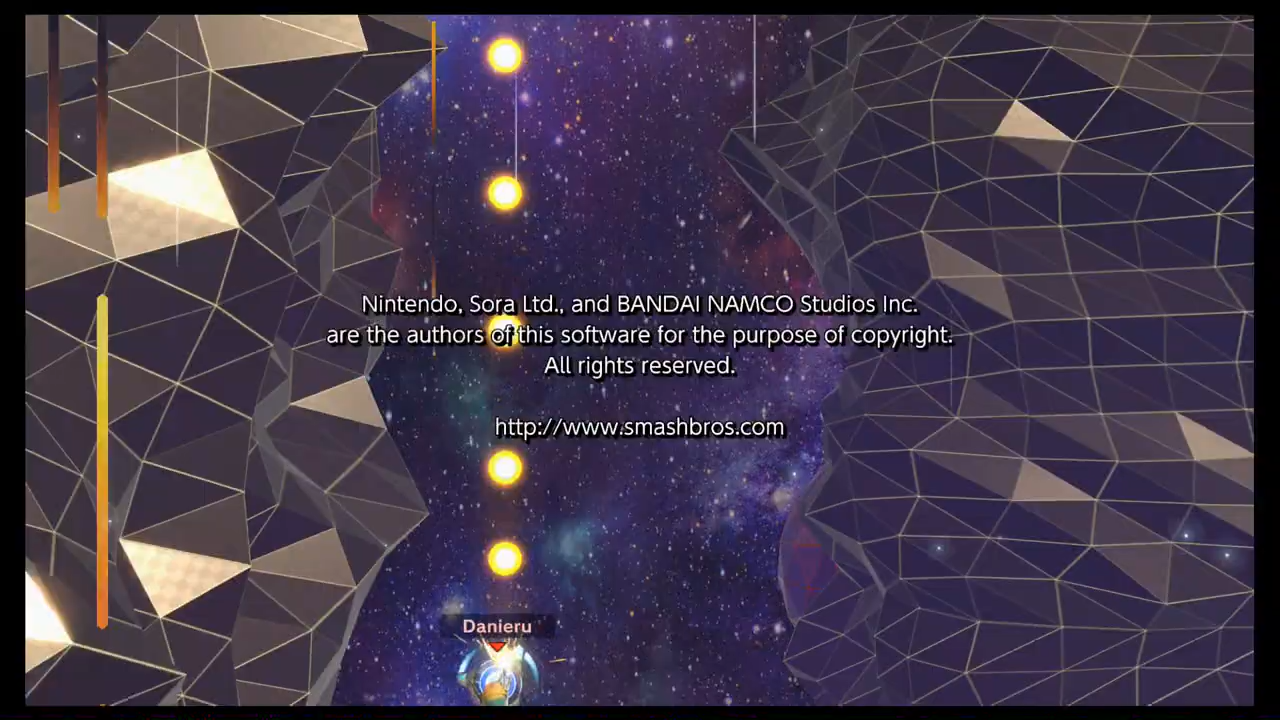 Nintendo, Sora Ltd., and BANDAI NAMCO Studios Inc.
are the authors of this software for the purpose of copyright.
All rights reserved.
http://www.smashbros.com
Danieru